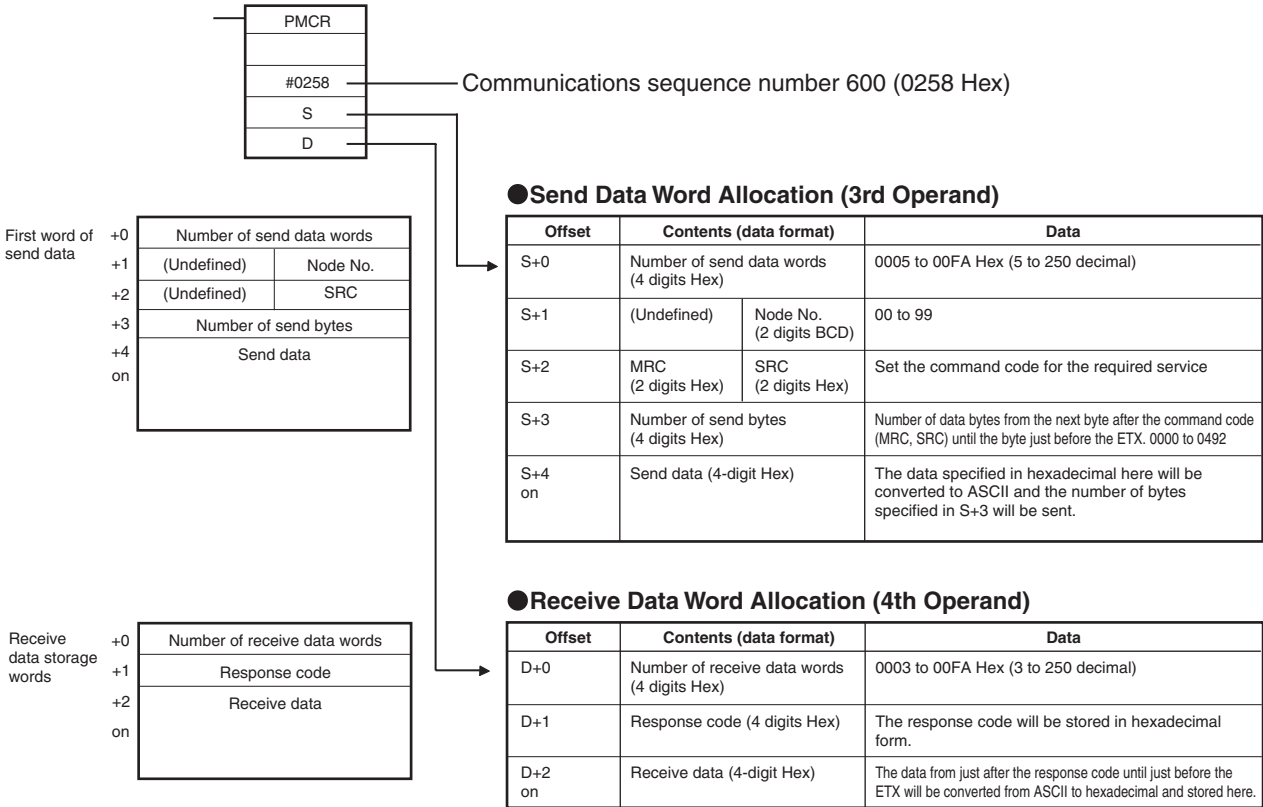 PMCR
#0258
Communications sequence number 600 (0258 Hex)
S
D
First word of
send data
+0
Number of send data words
+1
(Undefined)
Node No.
+2
(Undefined)
SRC
+3
Number of send bytes
+4
on
Send data
●Send Data Word Allocation (3rd Operand)
Offset
Contents (data format)
Data
S+0
Number of send data words
(4 digits Hex)
0005 to 00FA Hex (5 to 250 decimal)
S+1
(Undefined)
Node No.
(2 digits BCD)
00 to 99
S+2
MRC
(2 digits Hex)
SRC
(2 digits Hex)
Set the command code for the required service
S+3
Number of send bytes
(4 digits Hex)
Number of data bytes from the next byte after the command code
(MRC, SRC) until the byte just before the ETX. 0000 to 0492
S+4
on
Send data (4-digit Hex)
The data specified in hexadecimal here will be
converted to ASCII and the number of bytes
specified in S+3 will be sent.
Receive
data storage
words
+0
Number of receive data words
+1
Response code
+2
on
Receive data
●Receive Data Word Allocation (4th Operand)
Offset
Contents (data format)
Data
D+0
Number of receive data words
(4 digits Hex)
0003 to 00FA Hex (3 to 250 decimal)
D+1
Response code (4 digits Hex)
The response code will be stored in hexadecimal
form.
D+2
on
Receive data (4-digit Hex)
The data from just after the response code until just before the
ETX will be converted from ASCII to hexadecimal and stored here.